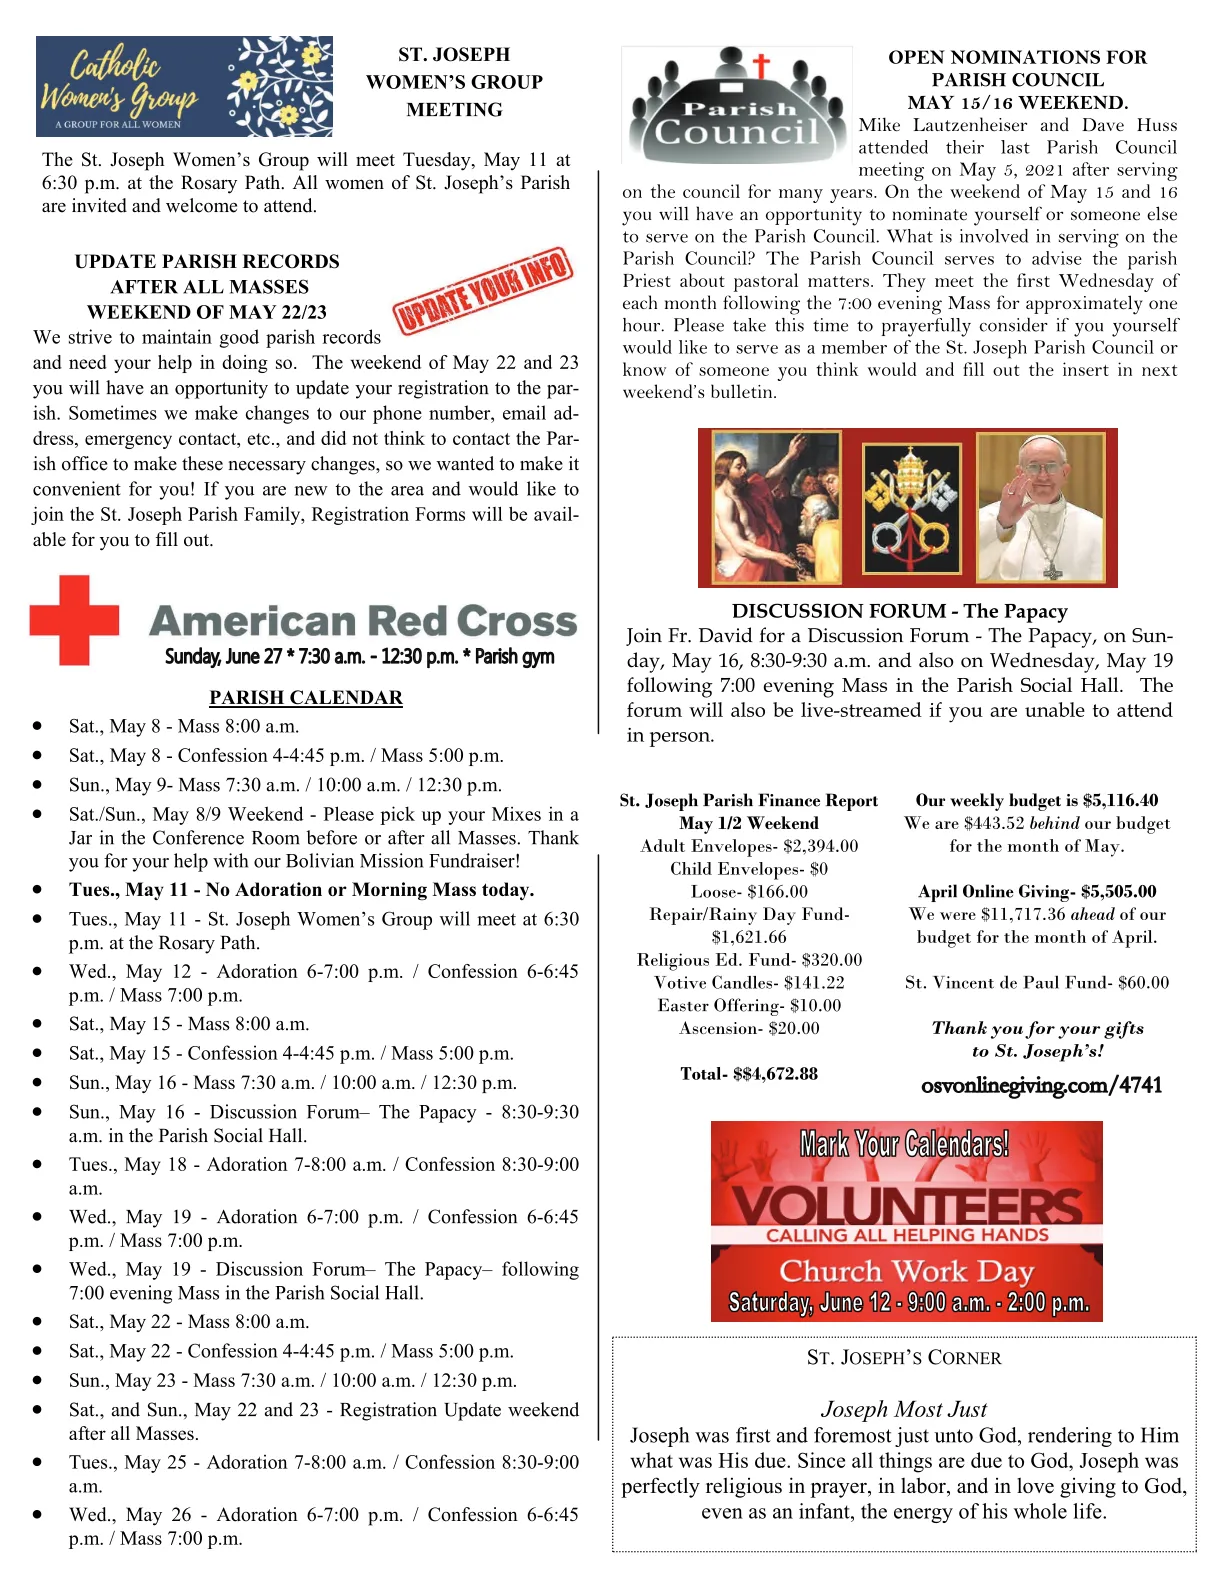 Catholic
Women's Group
A GROUP FOR ALL WOMEN
ST. JOSEPH
WOMEN'S GROUP
MEETING
The St. Joseph Women's Group will meet Tuesday, May 11 at
6:30 p.m. at the Rosary Path. All women of St. Joseph's Parish
are invited and welcome to attend.
UPDATE PARISH RECORDS
AFTER ALL MASSES
WEEKEND OF MAY 22/23
UPDATE YOUR INFO
We strive to maintain good parish records
and need your help in doing so.  The weekend of May 22 and 23
you will have an opportunity to update your registration to the par-
ish. Sometimes we make changes to our phone number, email ad-
dress, emergency contact, etc., and did not think to contact the Par-
ish office to make these necessary changes, so we wanted to make it
convenient for you! If you are new to the area and would like to
join the St. Joseph Parish Family, Registration Forms will be avail-
able for you to fill out.
American Red Cross
Sunday, June 27 * 7:30 a.m. - 12:30 p.m. * Parish gym
PARISH CALENDAR
• Sat., May 8 - Mass 8:00 a.m.
• Sat., May 8 - Confession 4-4:45 p.m. / Mass 5:00 p.m.
• Sun., May 9- Mass 7:30 a.m. / 10:00 a.m. / 12:30 p.m.
• Sat./Sun., May 8/9 Weekend - Please pick up your Mixes in a
Jar in the Conference Room before or after all Masses. Thank
you for your help with our Bolivian Mission Fundraiser!
• Tues., May 11 - No Adoration or Morning Mass today.
• Tues., May 11 - St. Joseph Women's Group will meet at 6:30
p.m. at the Rosary Path.
• Wed., May 12 - Adoration 6-7:00 p.m. / Confession 6-6:45
p.m. / Mass 7:00 p.m.
• Sat., May 15 - Mass 8:00 a.m.
• Sat., May 15 - Confession 4-4:45 p.m. / Mass 5:00 p.m.
• Sun., May 16 - Mass 7:30 a.m. / 10:00 a.m. / 12:30 p.m.
• Sun., May 16 - Discussion Forum– The Papacy - 8:30-9:30
a.m. in the Parish Social Hall.
• Tues., May 18 - Adoration 7-8:00 a.m. / Confession 8:30-9:00
a.m.
• Wed., May 19 - Adoration 6-7:00 p.m. / Confession 6-6:45
p.m. / Mass 7:00 p.m.
• Wed., May 19 - Discussion Forum– The Papacy– following
7:00 evening Mass in the Parish Social Hall.
• Sat., May 22 - Mass 8:00 a.m.
• Sat., May 22 - Confession 4-4:45 p.m. / Mass 5:00 p.m.
• Sun., May 23 - Mass 7:30 a.m. / 10:00 a.m. / 12:30 p.m.
• Sat., and Sun., May 22 and 23 - Registration Update weekend
after all Masses.
• Tues., May 25 - Adoration 7-8:00 a.m. / Confession 8:30-9:00
a.m.
• Wed., May 26 - Adoration 6-7:00 p.m. / Confession 6-6:45
p.m. / Mass 7:00 p.m.
Parish
Council
OPEN NOMINATIONS FOR
PARISH COUNCIL
MAY 15/16 WEEKEND.
Mike Lautzenheiser and Dave Huss
attended their last Parish Council
meeting on May 5, 2021 after serving
on the council for many years. On the weekend of May 15 and 16
you will have an opportunity to nominate yourself or someone else
to serve on the Parish Council. What is involved in serving on the
Parish Council? The Parish Council serves to advise the parish
Priest about pastoral matters. They meet the first Wednesday of
each month following the 7:00 evening Mass for approximately one
hour. Please take this time to prayerfully consider if you yourself
would like to serve as a member of the St. Joseph Parish Council or
know of someone you think would and fill out the insert in next
weekend's bulletin.
DISCUSSION FORUM - The Papacy
Join Fr. David for a Discussion Forum - The Papacy, on Sun-
day, May 16, 8:30-9:30 a.m. and also on Wednesday, May 19
following 7:00 evening Mass in the Parish Social Hall.  The
forum will also be live-streamed if you are unable to attend
in person.
St. Joseph Parish Finance Report
May 1/2 Weekend
Adult Envelopes- $2,394.00
Child Envelopes- $0
Loose- $166.00
Repair/Rainy Day Fund-
$1,621.66
Religious Ed. Fund- $320.00
Votive Candles- $141.22
Easter Offering- $10.00
Ascension- $20.00
Total- $$4,672.88
Our weekly budget is $5,116.40
We are $443.52 behind our budget
for the month of May.
April Online Giving- $5,505.00
We were $11,717.36 ahead of our
budget for the month of April.
St. Vincent de Paul Fund- $60.00
Thank you for your gifts
to St. Joseph's!
osvonlinegiving.com/4741
Mark Your Calendars!
VOLUNTEERS
CALLING ALL HELPING HANDS
Church Work Day
Saturday, June 12 - 9:00 a.m. - 2:00 p.m.
ST. JOSEPH'S CORNER
Joseph Most Just
Joseph was first and foremost just unto God, rendering to Him
what was His due. Since all things are due to God, Joseph was
perfectly religious in prayer, in labor, and in love giving to God,
even as an infant, the energy of his whole life.